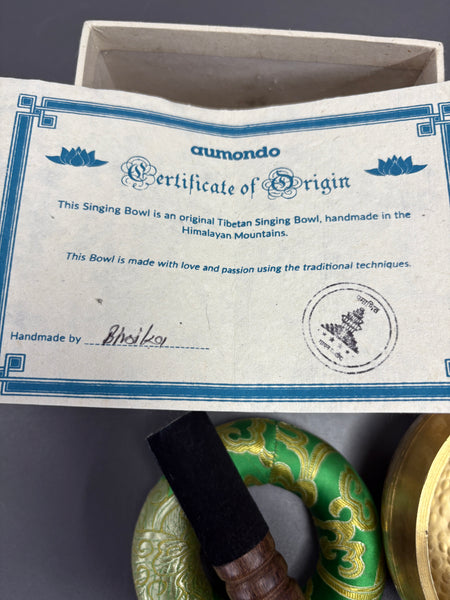 aumondo
Certificate of Origin
This Singing Bowl is an original Tibetan Singing Bowl, handmade in the
Himalayan Mountains.
This Bowl is made with love and passion using the traditional techniques.
Handmade by